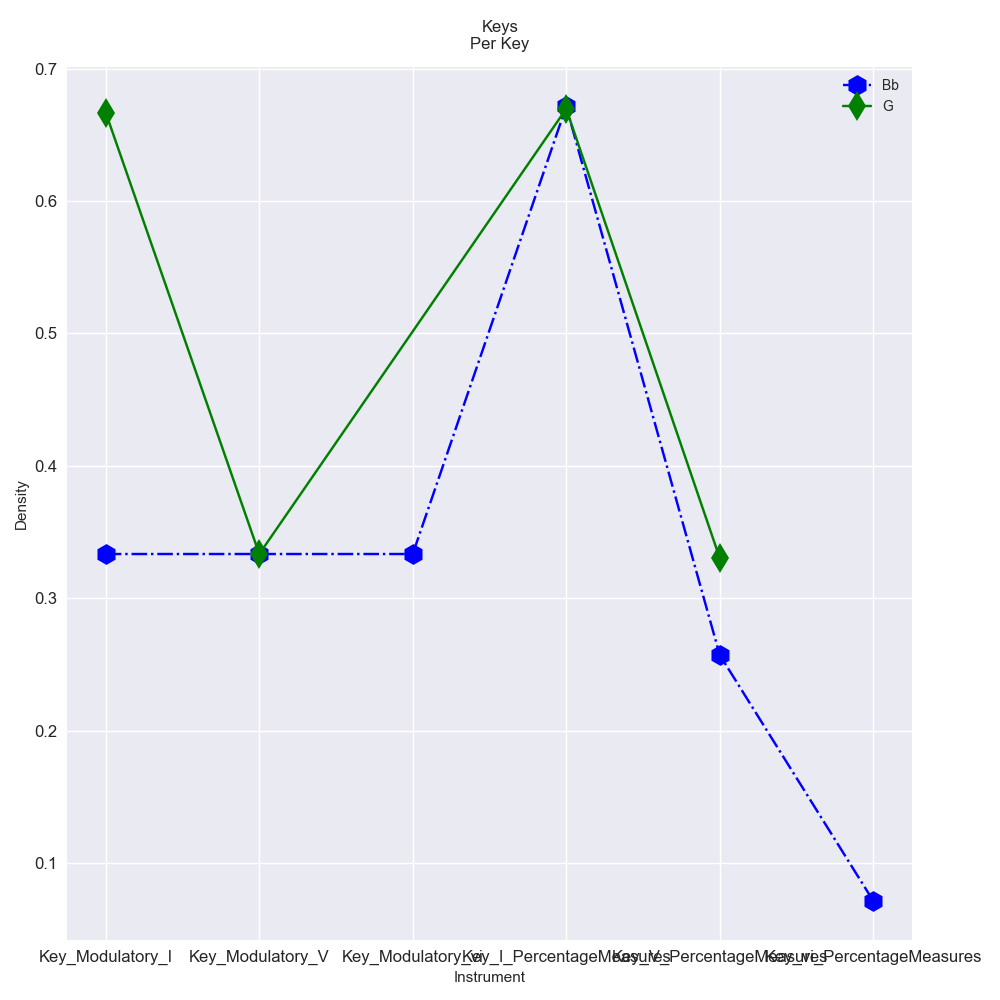 Keys
Per Key
Bb
G
0.7
0.6
0.5
0.4
0.3
0.2
0.1
Density
Key_Modulatory_I Key_Modulatory_V Key_Modulatory_vi Key_I_PercentageMeasures Key_V_PercentageMeasures Key_vi_PercentageMeasures
Instrument